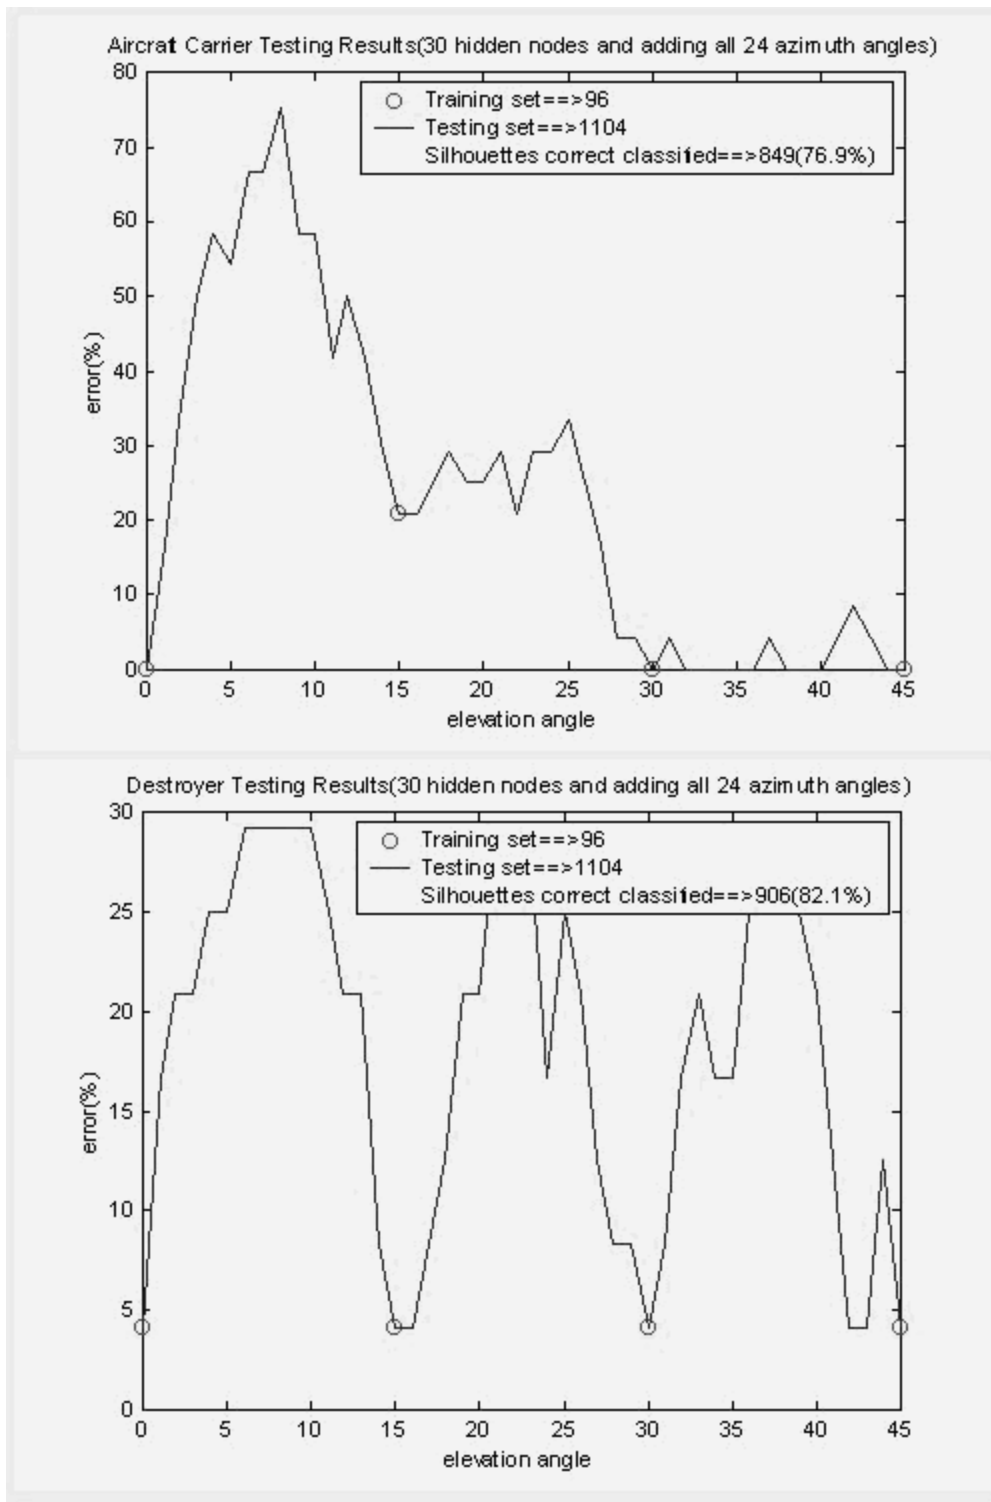 Aircraft Carrier Testing Results(30 hidden nodes and adding all 24 azimuth angles)
80
70
60
50
40
30
20
10
0
error(%)
Training set==>96
Testing set==>1104
Silhouettes correct classified==>849(76.9%)
0 5 10 15 20 25 30 35 40 45
elevation angle
Destroyer Testing Results(30 hidden nodes and adding all 24 azimuth angles)
30
25
20
15
10
5
0
error(%)
Training set==>96
Testing set==>1104
Silhouettes correct classified==>906(82.1%)
0 5 10 15 20 25 30 35 40 45
elevation angle